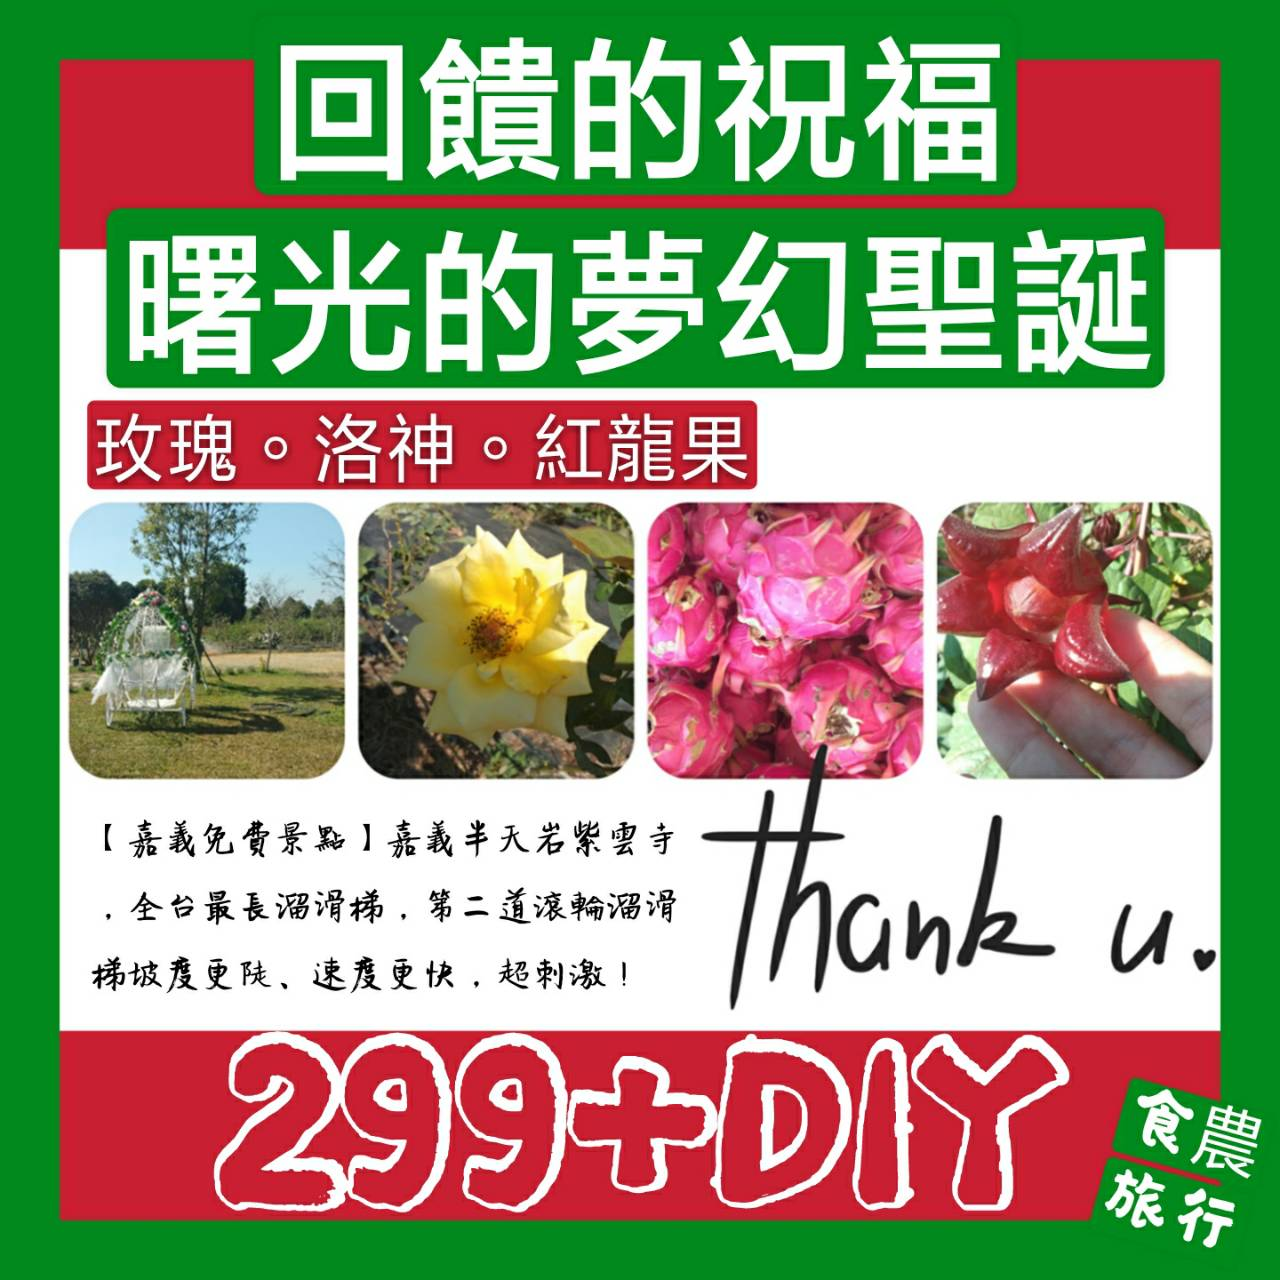 回饋的祝福
曙光的夢幻聖誕
玫瑰。洛神。紅龍果
【嘉義免費景點】嘉義半天岩紫雲寺
，全台最長溜滑梯，第二道滾輪溜滑
梯坡度更陡、速度更快，超刺激！
thank u.
299+DIY
食農
旅行